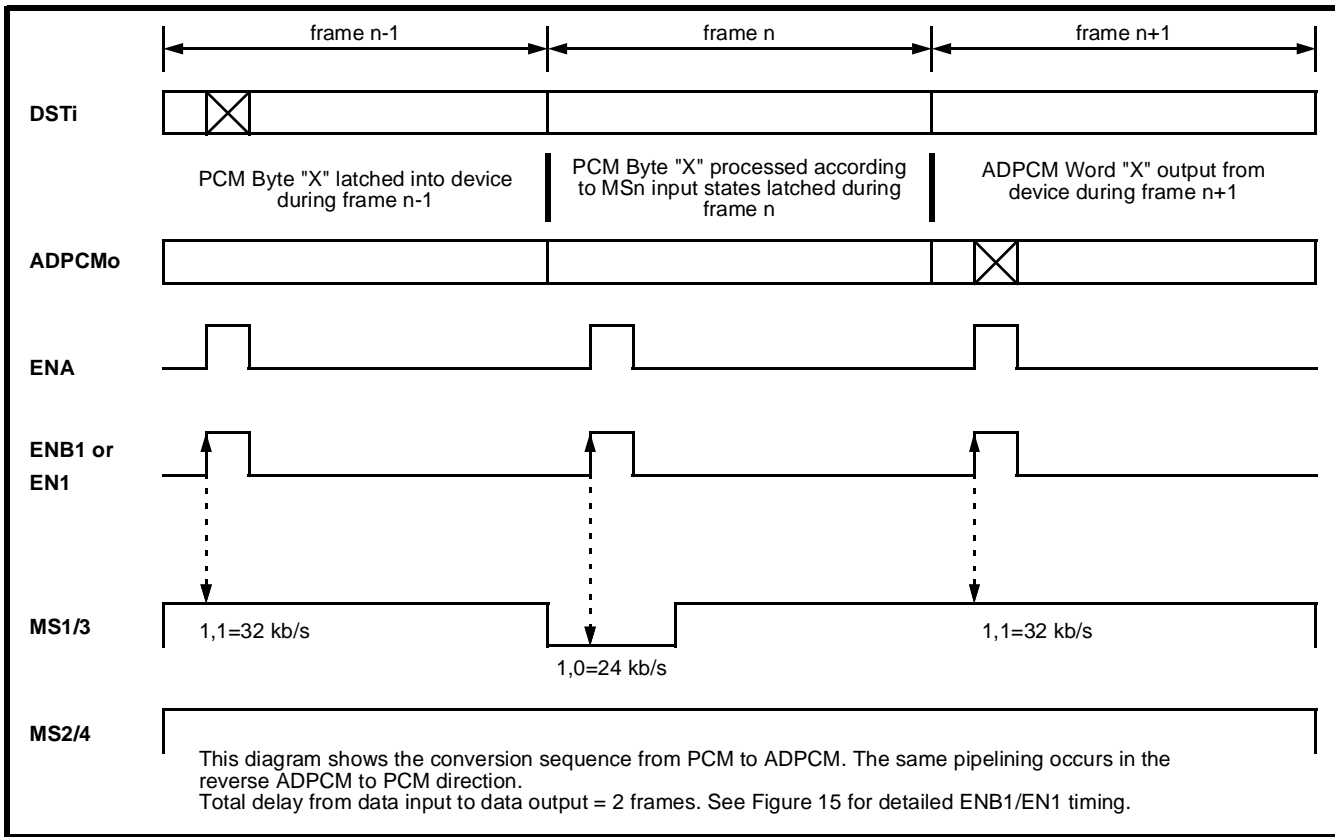 frame n-1
frame n
frame n+1
DSTi
PCM Byte "X" latched into device
during frame n-1
PCM Byte "X" processed according
to MSn input states latched during
frame n
ADPCM Word "X" output from
device during frame n+1
ADPCMo
ENA
ENB1 or
EN1
MS1/3
1,1=32 kb/s
1,0=24 kb/s
1,1=32 kb/s
MS2/4
This diagram shows the conversion sequence from PCM to ADPCM. The same pipelining occurs in the
reverse ADPCM to PCM direction.
Total delay from data input to data output = 2 frames. See Figure 15 for detailed ENB1/EN1 timing.